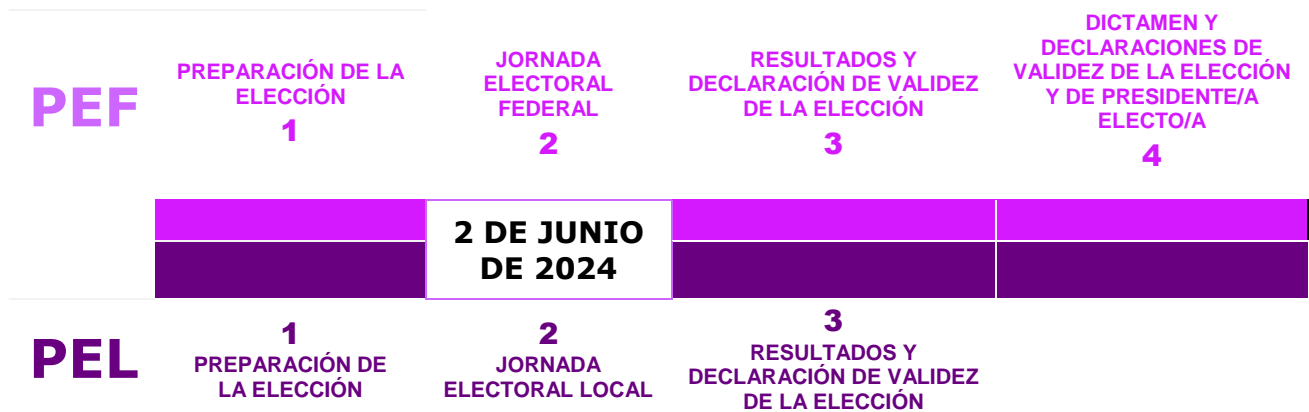 PEF
PREPARACIÓN DE LA
ELECCIÓN
1
JORNADA
ELECTORAL
FEDERAL
2
RESULTADOS Y
DECLARACIÓN DE VALIDEZ
DE LA ELECCIÓN
3
DICTAMEN Y
DECLARACIONES DE
VALIDEZ DE LA ELECCIÓN
Y DE PRESIDENTE/A
ELECTO/A
4
2 DE JUNIO
DE 2024
PEL
1
PREPARACIÓN DE
LA ELECCIÓN
2
JORNADA
ELECTORAL LOCAL
3
RESULTADOS Y
DECLARACIÓN DE VALIDEZ
DE LA ELECCIÓN